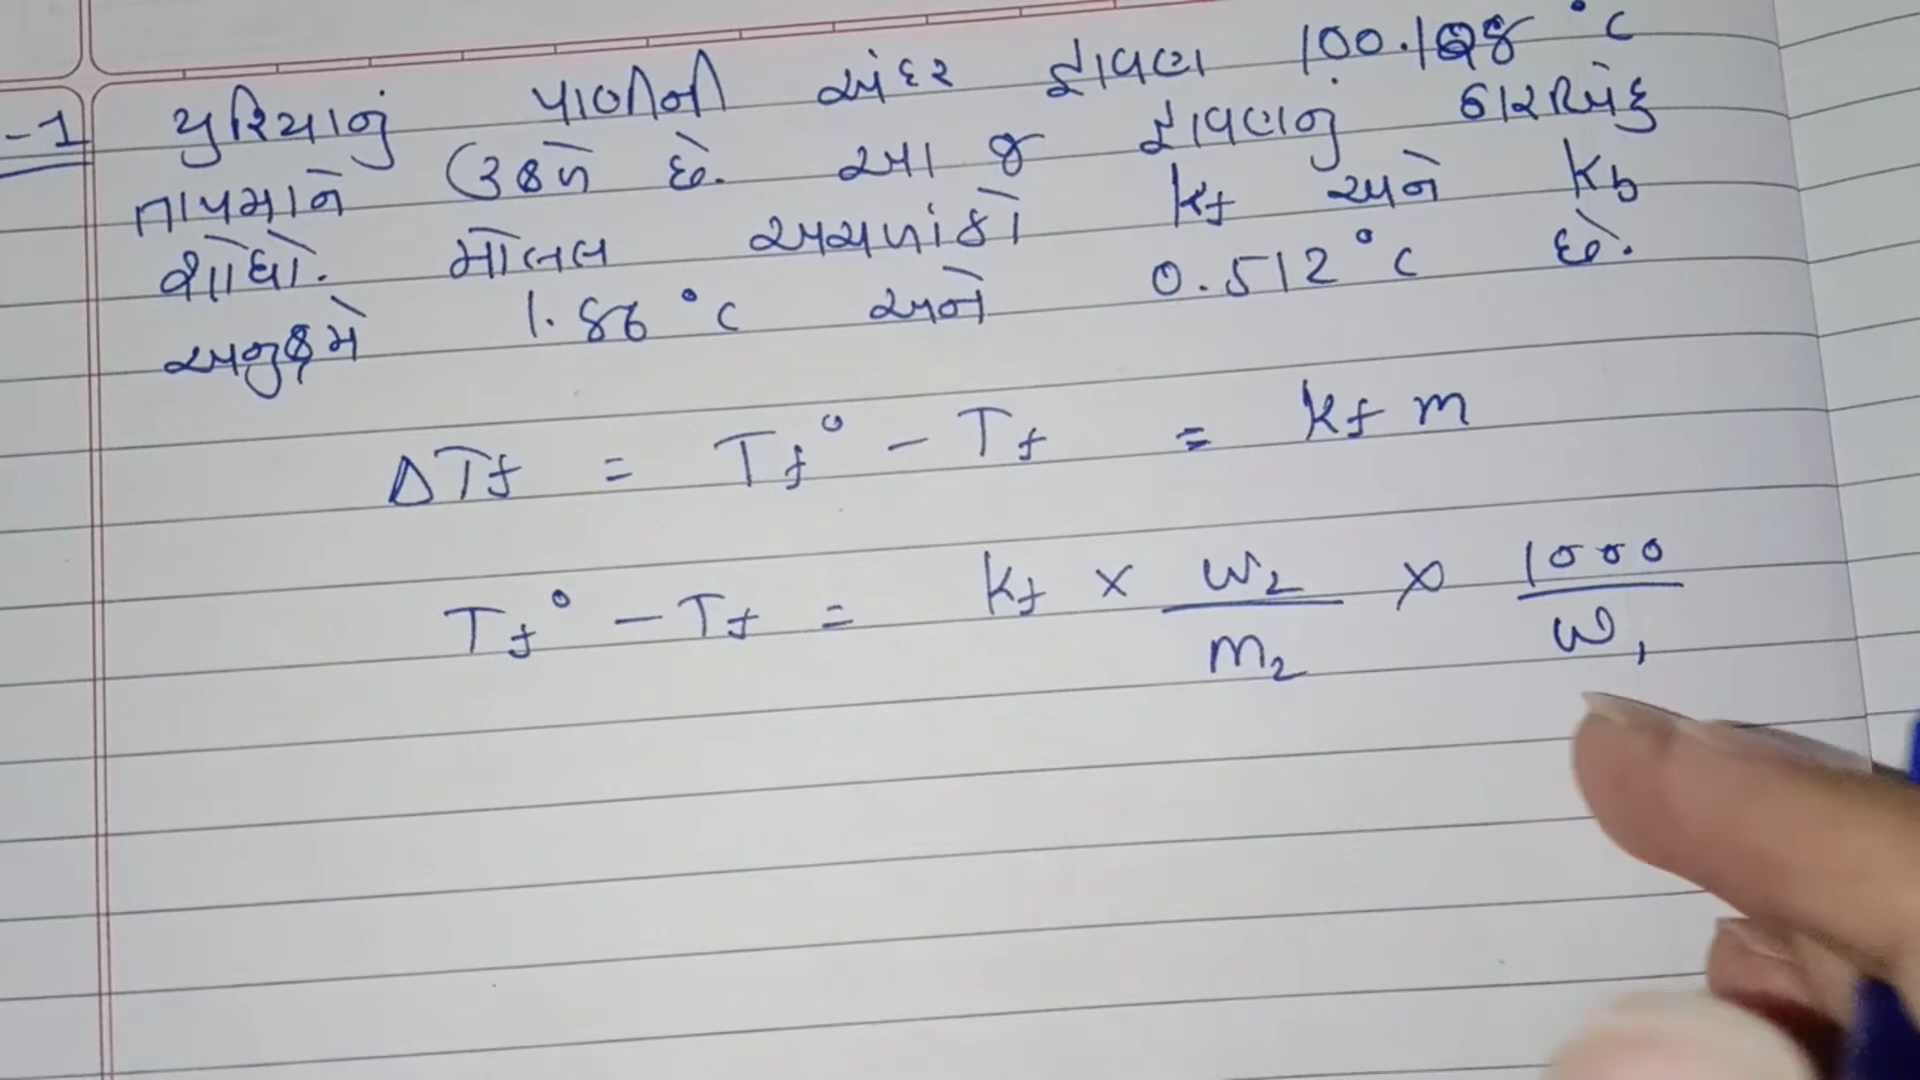 -1 યુરિયાનું પાણીની અંદર દ્રાવણ 100.128 °C
તાપમાને ઉકળે છે. આ જ દ્રાવણનું ઠારબિંદુ
શોધો. મોલલ અચળાંકો Kf અને Kb
અનુક્રમે 1.86 °C અને 0.512 °C છે.
ΔTf = Tf° - Tf = Kf m
Tf° - Tf = Kf × W2/M2 × 1000/W1